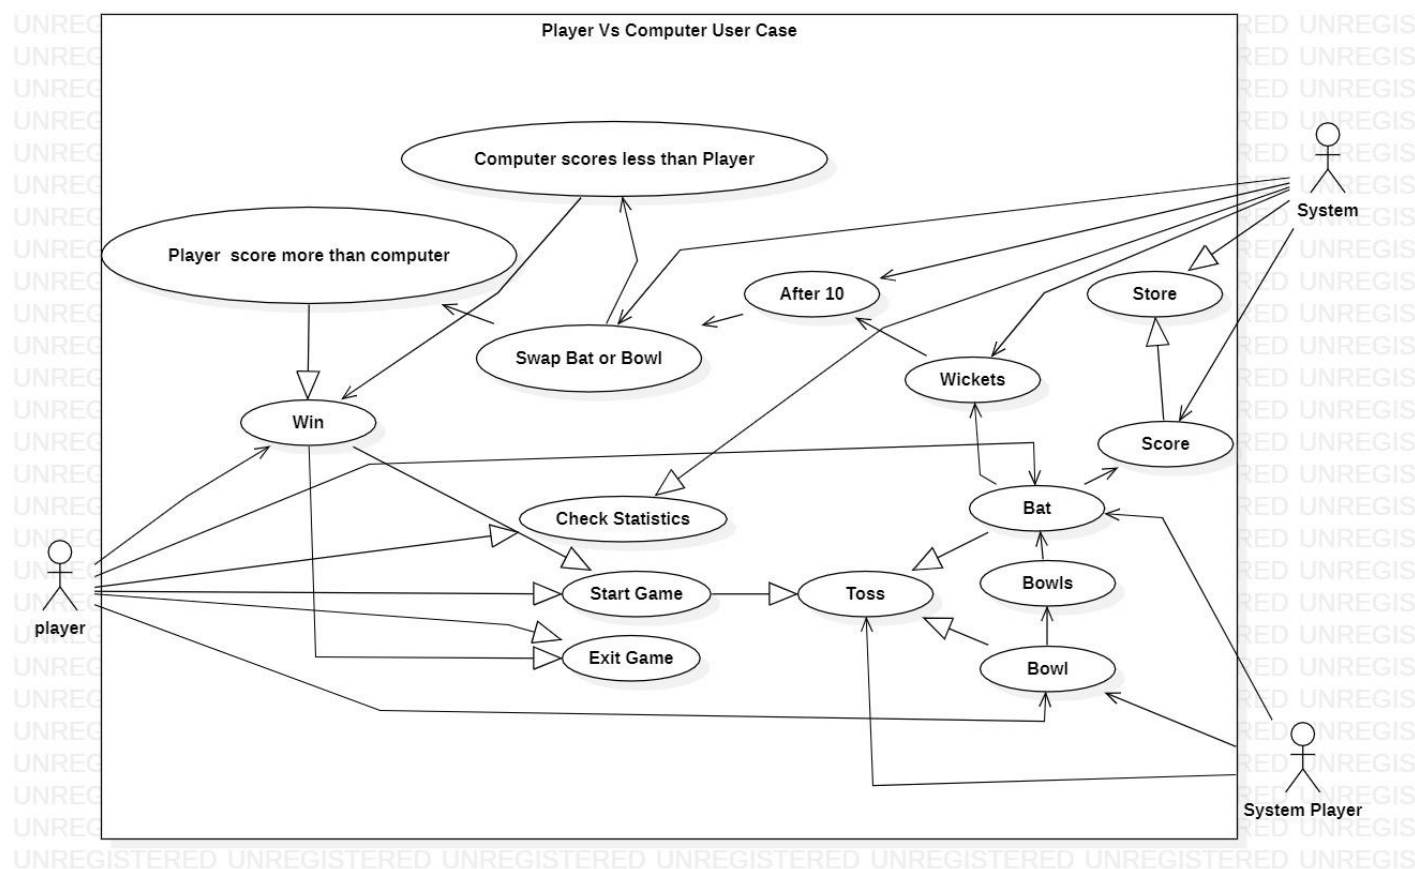 Player Vs Computer User Case
Computer scores less than Player
System
Player  score more than computer
After 10
Store
Swap Bat or Bowl
Wickets
Win
Score
Check Statistics
Bat
Start Game
Toss
Bowls
player
Exit Game
Bowl
System Player
UNREGISTERED UNREGISTERED UNREGISTERED UNREGISTERED UNREGISTERED UNREGISTERED UNREGIS